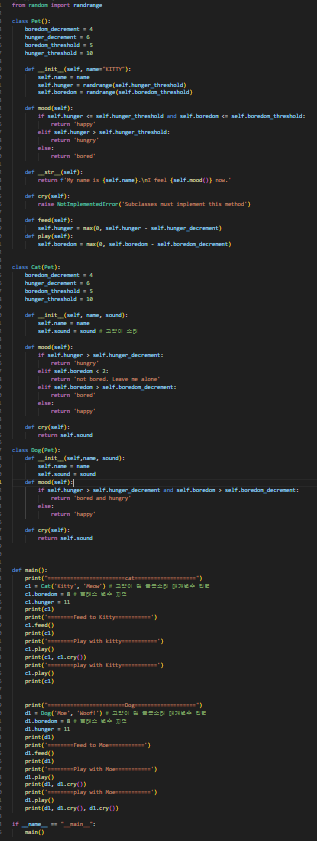 from random import randrange
class Pet():
    boredom_decrement = 4
    hunger_decrement = 6
    boredom_threshold = 5
    hunger_threshold = 10
    def __init__(self, name="KITTY"):
        self.name = name
        self.hunger = randrange(self.hunger_threshold)
        self.boredom = randrange(self.boredom_threshold)
    def mood(self):
        if self.hunger <= self.hunger_threshold and self.boredom <= self.boredom_threshold:
            return 'happy'
        elif self.hunger > self.hunger_threshold:
            return 'hungry'
        else:
            return 'bored'
    def __str__(self):
        return f'My name is {self.name}.\nI feel {self.mood()} now.'
    def cry(self):
        raise NotImplementedError('Subclasses must implement this method')
    def feed(self):
        self.hunger = max(0, self.hunger - self.hunger_decrement)
    def play(self):
        self.boredom = max(0, self.boredom - self.boredom_decrement)
class Cat(Pet):
    boredom_decrement = 4
    hunger_decrement = 6
    boredom_threshold = 5
    hunger_threshold = 10
    def __init__(self, name, sound):
        self.name = name
        self.sound = sound # 고양이 소리
    def mood(self):
        if self.hunger > self.hunger_decrement:
            return 'hungry'
        elif self.boredom < 2:
            return 'not bored. Leave me alone'
        elif self.boredom > self.boredom_decrement:
            return 'bored'
        else:
            return 'happy'
    def cry(self):
        return self.sound
class Dog(Pet):
    def __init__(self,name, sound):
        self.name = name
        self.sound = sound
    def mood(self):
        if self.hunger > self.hunger_decrement and self.boredom > self.boredom_decrement:
            return 'bored and hungry'
        else:
            return 'happy'
    def cry(self):
        return self.sound
def main():
    print("========================cat===================")
    c1 = Cat('Kitty', 'Meow') # 고양이
    c1.boredom = 8 #
    c1.hunger = 11
    print(c1)
    print('========Feed to Kitty===========')
    c1.feed()
    print(c1)
    print('========Play with kitty===========')
    c1.play()
    print(c1, c1.cry())
    print('========play with Kitty===========')
    c1.play()
    print(c1)
    print("========================Dog===================")
    d1 = Dog('Moe', 'Woof!') # 고양이
    d1.boredom = 8 #
    d1.hunger = 11
    print(d1)
    print('========Feed to Moe===========')
    d1.feed()
    print(d1)
    print('========Play with Moe===========')
    d1.play()
    print(d1, d1.cry())
    print('========play with Moe===========')
    d1.play()
    print(d1, d1.cry(), d1.cry())
if __name__ == "__main__":
    main()